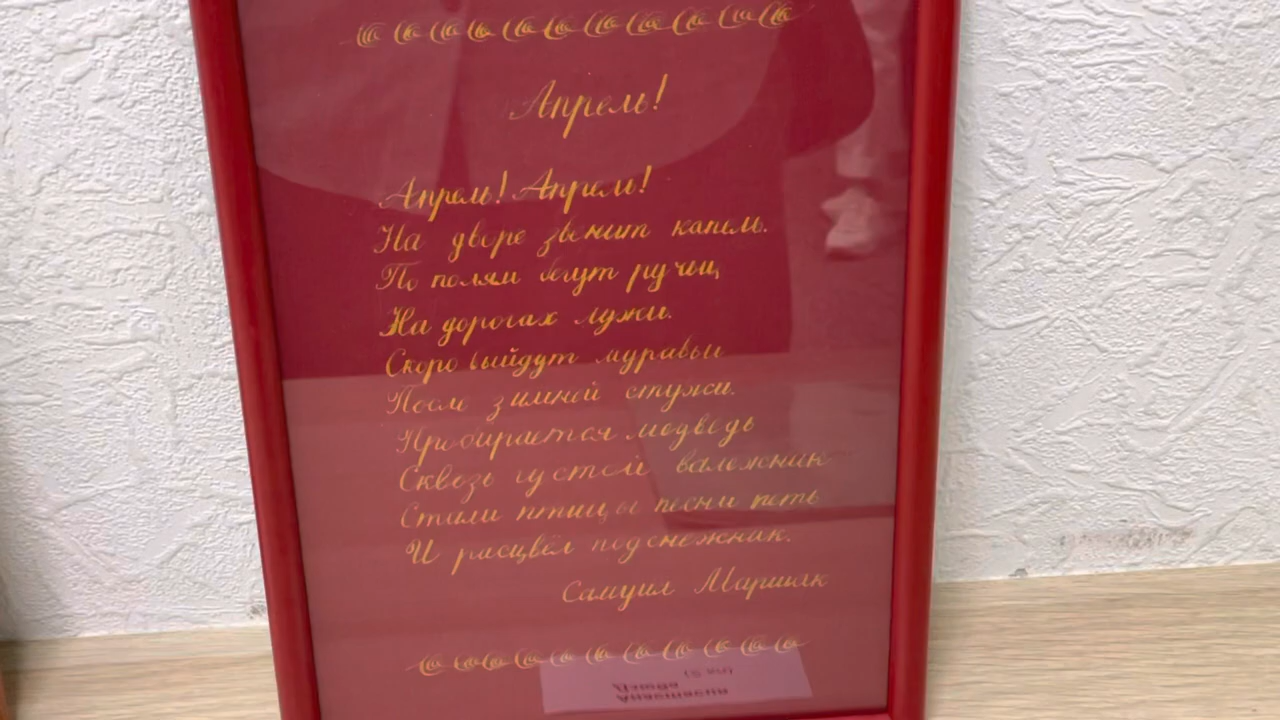 Апрель!
Апрель! Апрель!
На дворе звенит капель.
По полям бегут ручьи,
На дорогах лужи.
Скоро выйдут муравьи
После зимней стужи.
Пробирается медведь
Сквозь густой валежник
Стали птицы песни петь
И расцвёл подснежник.
Самуил Маршак